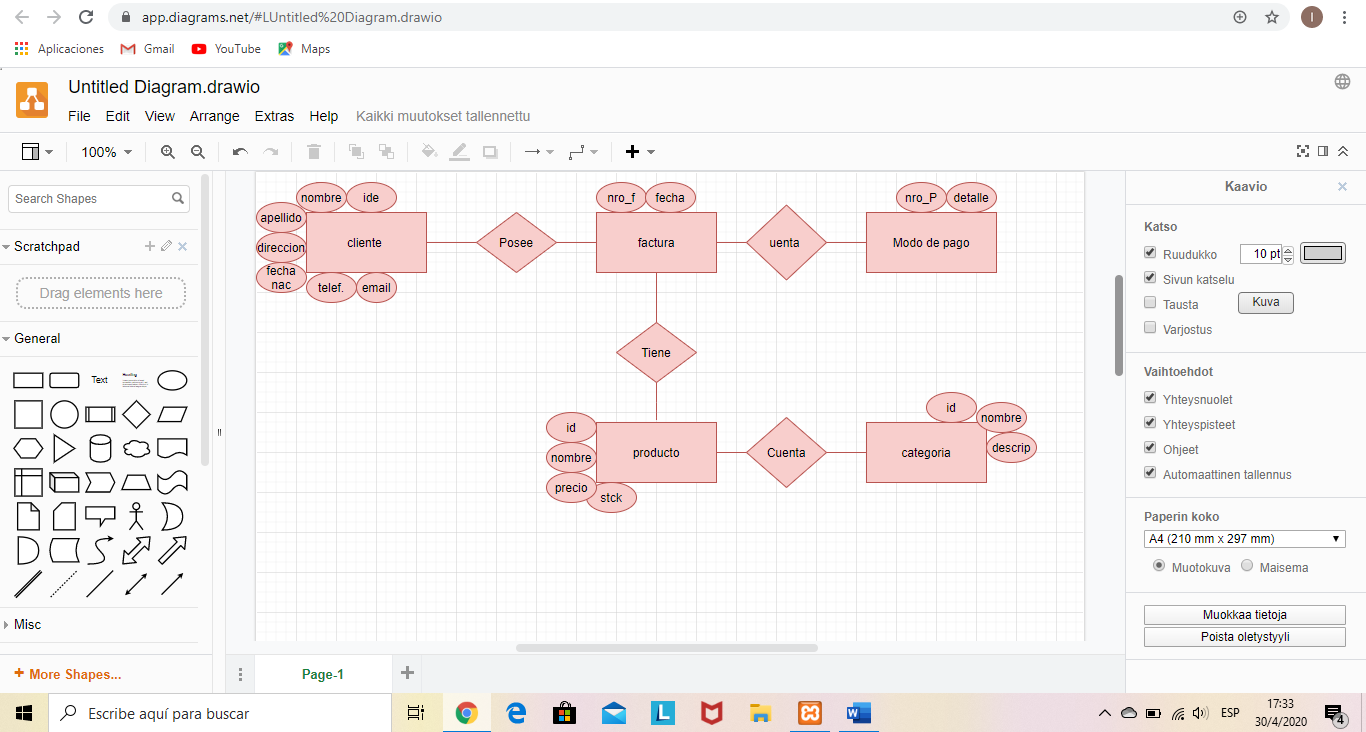 app.diagrams.net/#LUntitled%20Diagram.drawio
I
Aplicaciones Gmail YouTube Maps
Untitled Diagram.drawio
File Edit View Arrange Extras Help Kaikki muutokset tallennettu
100%
Search Shapes
Scratchpad
Drag elements here
General
Text
Heading
Misc
+ More Shapes...
nombre ide
apellido
direccion
fecha
nac
cliente
telef. email
Posee
nro_f fecha
factura
uenta
nro_P detalle
Modo de pago
Tiene
id
nombre
precio
stck
producto
Cuenta
id
nombre
descrip
categoria
Page-1
Kaavio
Katso
Ruudukko 10 pt
Sivun katselu
Tausta Kuva
Varjostus
Vaihtoehdot
Yhteysnuolet
Yhteyspisteet
Ohjeet
Automaattinen tallennus
Paperin koko
A4 (210 mm x 297 mm)
Muotokuva Maisema
Muokkaa tietoja
Poista oletystyyli
Escribe aquí para buscar
L
W
ESP
17:33
30/4/2020
4